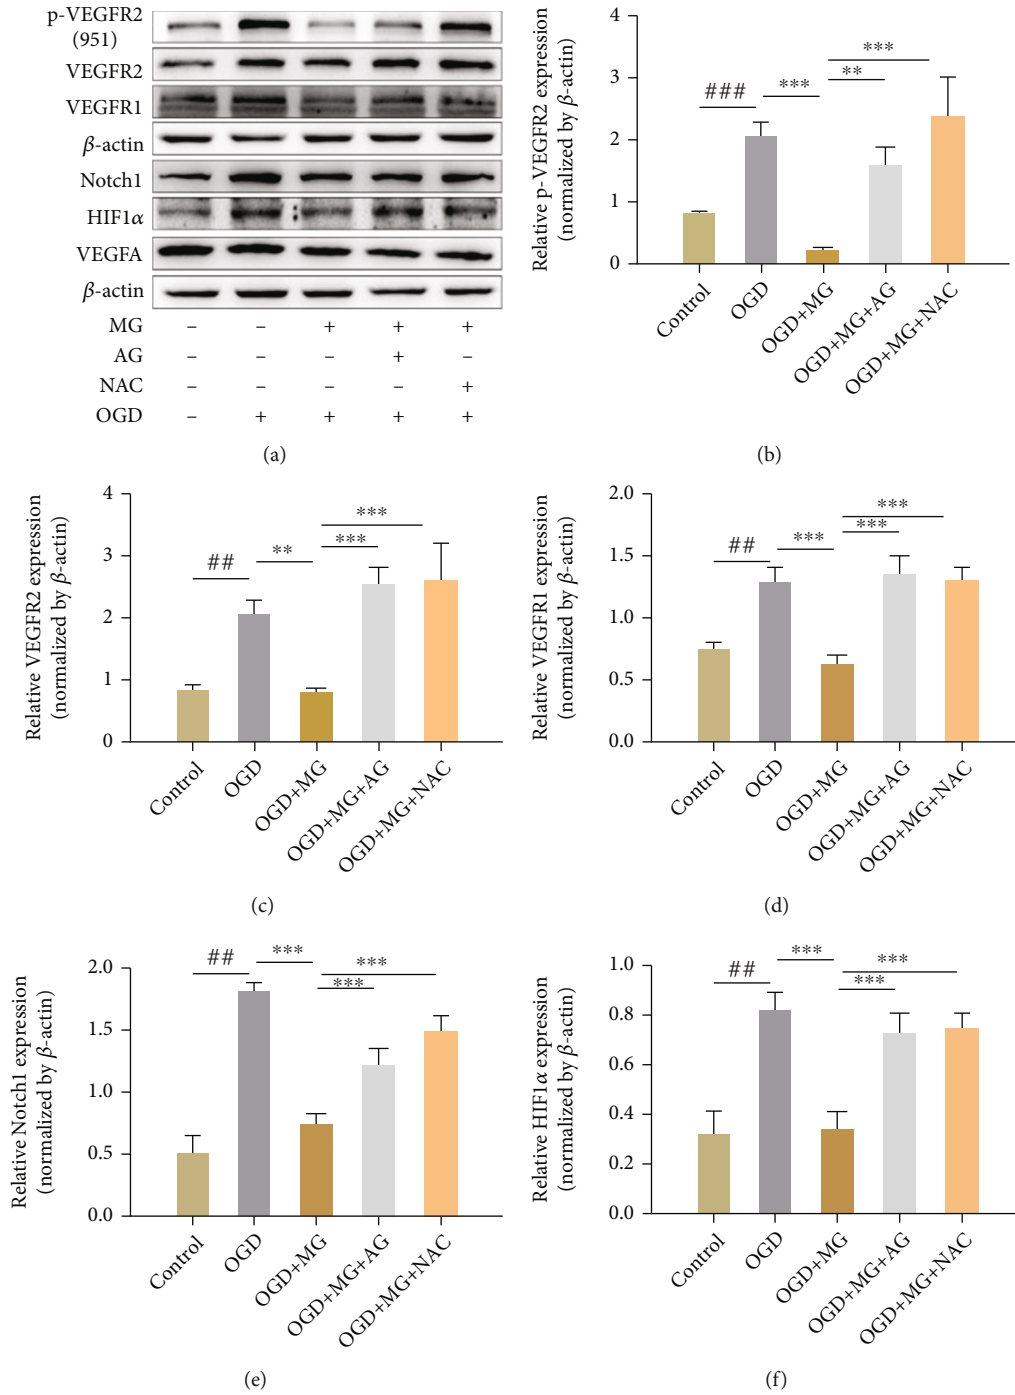 p-VEGFR2
(951)
VEGFR2
VEGFR1
β-actin
Notch1
HIF1α
VEGFA
β-actin
MG – – + + +
AG – – – + –
NAC – – – – +
OGD – + + + +
(a)
Relative p-VEGFR2 expression
(normalized by β-actin)
4
3
2
1
0
###
***
**
***
Control
OGD
OGD+MG
OGD+MG+AG
OGD+MG+NAC
(b)
Relative VEGFR2 expression
(normalized by β-actin)
4
3
2
1
0
##
**
***
***
Control
OGD
OGD+MG
OGD+MG+AG
OGD+MG+NAC
(c)
Relative VEGFR1 expression
(normalized by β-actin)
2.0
1.5
1.0
0.5
0.0
##
***
***
***
Control
OGD
OGD+MG
OGD+MG+AG
OGD+MG+NAC
(d)
Relative Notch1 expression
(normalized by β-actin)
2.0
1.5
1.0
0.5
0.0
##
***
***
***
Control
OGD
OGD+MG
OGD+MG+AG
OGD+MG+NAC
(e)
Relative HIF1α expression
(normalized by β-actin)
1.0
0.8
0.6
0.4
0.2
0.0
##
***
***
***
Control
OGD
OGD+MG
OGD+MG+AG
OGD+MG+NAC
(f)